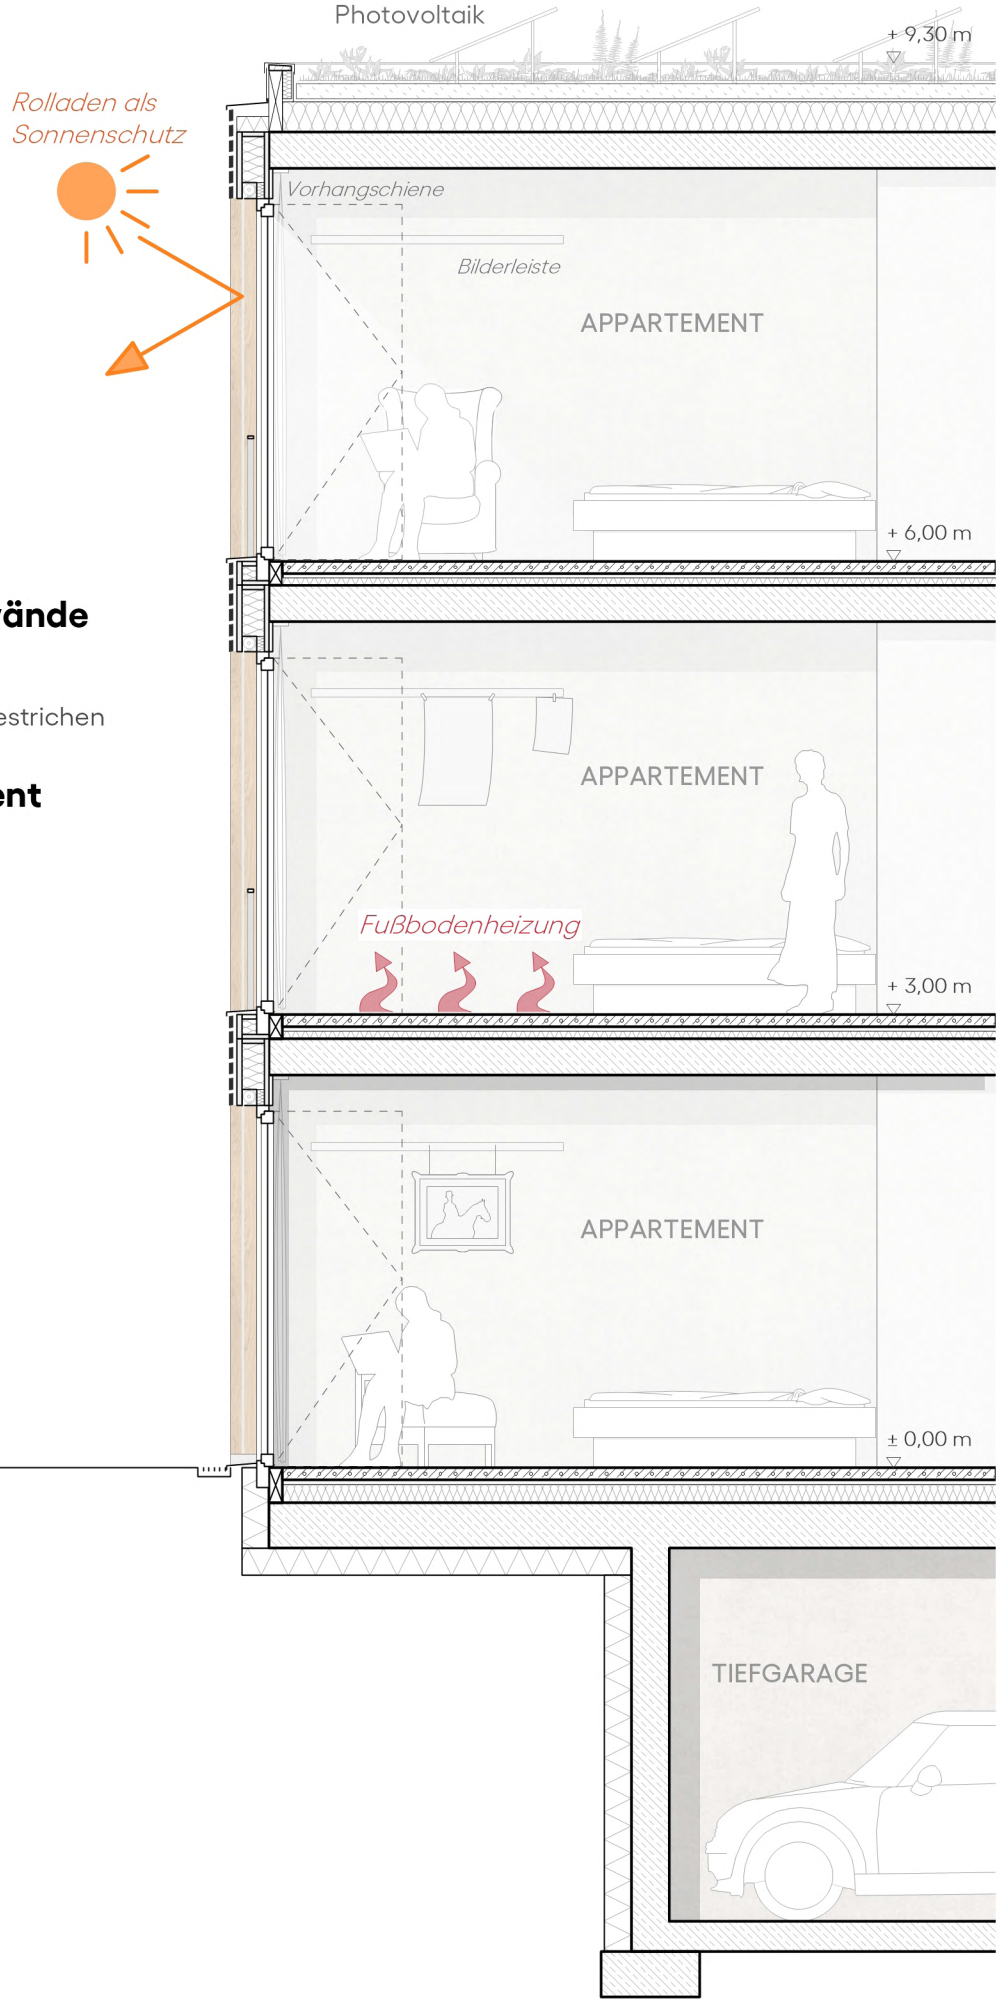 Photovoltaik
+ 9,30 m
Rolladen als
Sonnenschutz
Vorhangschiene
Bilderleiste
APPARTEMENT
+ 6,00 m
ände
estrichen
APPARTEMENT
ent
Fußbodenheizung
+ 3,00 m
APPARTEMENT
± 0,00 m
TIEFGARAGE